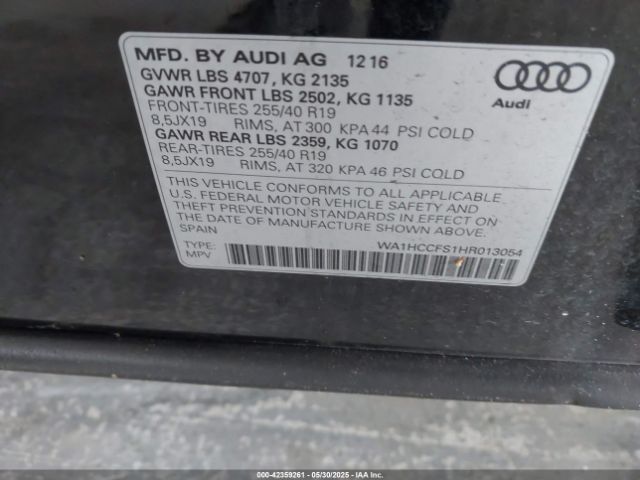 MFD. BY AUDI AG 12 16
GVWR LBS 4707, KG 2135
GAWR FRONT LBS 2502, KG 1135
FRONT-TIRES 255/40 R19
8,5JX19 RIMS, AT 300 KPA 44 PSI COLD
GAWR REAR LBS 2359, KG 1070
REAR-TIRES 255/40 R19
8,5JX19 RIMS, AT 320 KPA 46 PSI COLD
Audi
THIS VEHICLE CONFORMS TO ALL APPLICABLE
U.S. FEDERAL MOTOR VEHICLE SAFETY AND
THEFT PREVENTION STANDARDS IN EFFECT ON
THE DATE OF MANUFACTURE SHOWN ABOVE.
SPAIN
WA1HCCFS1HR013054
TYPE:
MPV
000-42359261 | 05/30/2025 | IAAI.COM